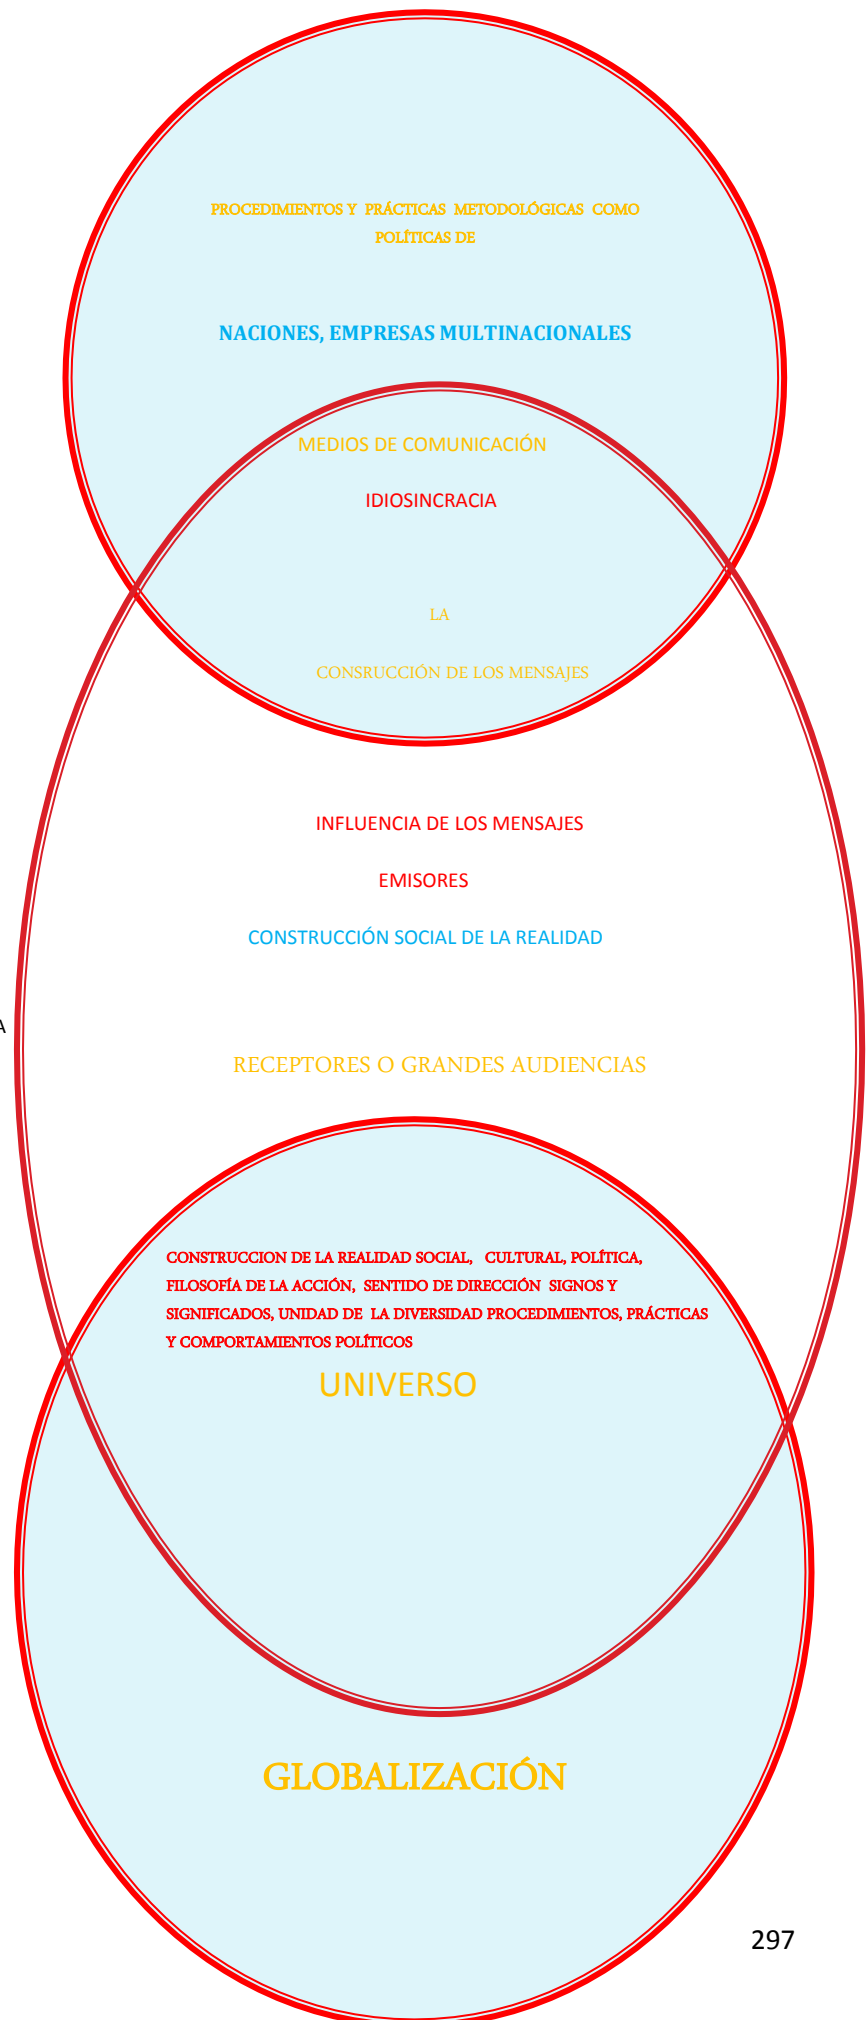 PROCEDIMIENTOS Y PRÁCTICAS METODOLÓGICAS COMO
POLÍTICAS DE
NACIONES, EMPRESAS MULTINACIONALES
MEDIOS DE COMUNICACIÓN
IDIOSINCRACIA
LA
CONSRUCCIÓN DE LOS MENSAJES
INFLUENCIA DE LOS MENSAJES
EMISORES
CONSTRUCCIÓN SOCIAL DE LA REALIDAD
A
RECEPTORES O GRANDES AUDIENCIAS
CONSTRUCCION DE LA REALIDAD SOCIAL, CULTURAL, POLÍTICA,
FILOSOFÍA DE LA ACCIÓN, SENTIDO DE DIRECCIÓN SIGNOS Y
SIGNIFICADOS, UNIDAD DE LA DIVERSIDAD PROCEDIMIENTOS, PRÁCTICAS
Y COMPORTAMIENTOS POLÍTICOS
UNIVERSO
GLOBALIZACIÓN
297